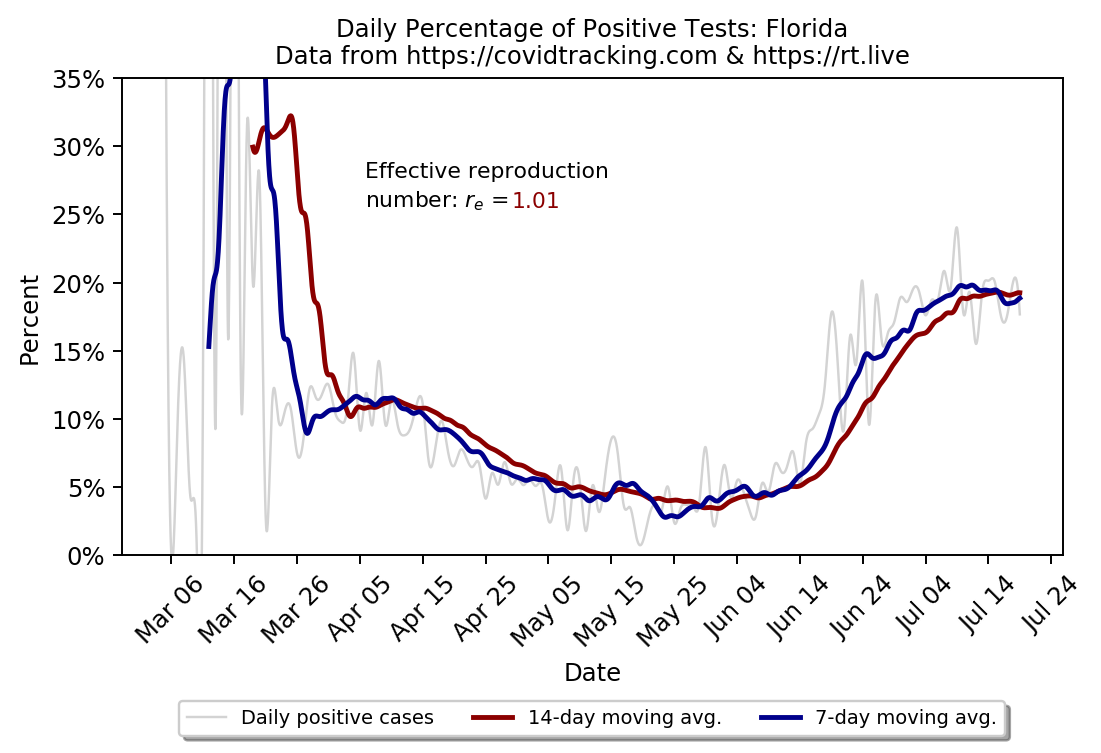 Daily Percentage of Positive Tests: Florida
Data from https://covidtracking.com & https://rt.live
35%
30%
25%
20%
15%
10%
5%
0%
Percent
Effective reproduction
number: rₑ = 1.01
Mar 06
Mar 16
Mar 26
Apr 05
Apr 15
Apr 25
May 05
May 15
May 25
Jun 04
Jun 14
Jun 24
Jul 04
Jul 14
Jul 24
Date
Daily positive cases
14-day moving avg.
7-day moving avg.